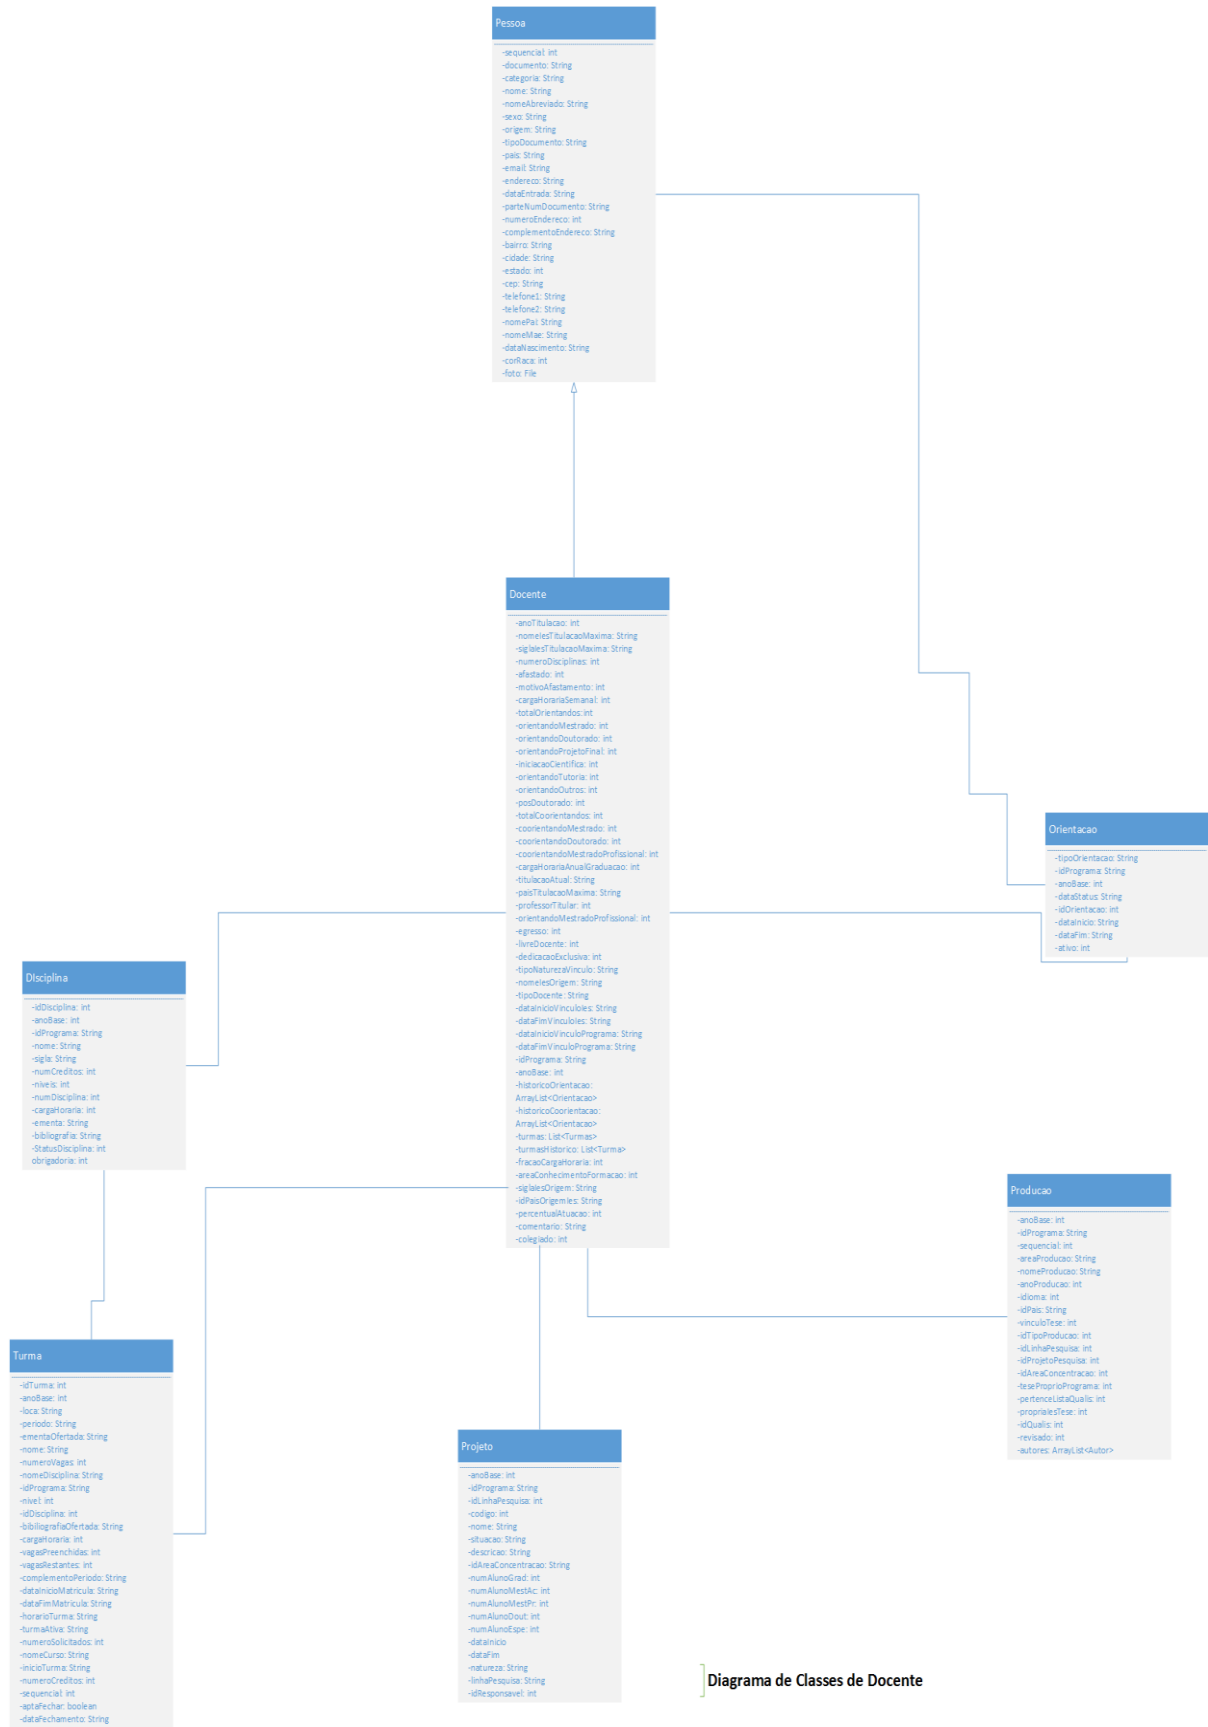 Pessoa
-sequencial: int
-documento: String
-categoria: String
-nome: String
-nomeAbreviado: String
-sexo: String
-origem: String
-tipoDocumento: String
-pais: String
-email: String
-endereco: String
-dataEntrada: String
-parteNumDocumento: String
-numeroEndereco: int
-complementoEndereco: String
-bairro: String
-cidade: String
-estado: int
-cep: String
-telefone1: String
-telefone2: String
-nomePai: String
-nomeMae: String
-dataNascimento: String
-corRaca: int
-foto: File
Docente
-anoTitulacao: int
-nomeIesTitulacaoMaxima: String
-siglaIesTitulacaoMaxima: String
-numeroDisciplinas: int
-afastado: int
-motivoAfastamento: int
-cargaHorariaSemanal: int
-totalOrientandos:int
-orientandoMestrado: int
-orientandoDoutorado: int
-orientandoProjetoFinal: int
-iniciacaoCientifica: int
-orientandoTutoria: int
-orientandoOutros: int
-posDoutorado: int
-totalCoorientandos: int
-coorientandoMestrado: int
-coorientandoDoutorado: int
-coorientandoMestradoProfissional: int
-cargaHorariaAnualGraduacao: int
-titulacaoAtual: String
-paisTitulacaoMaxima: String
-professorTitular: int
-orientandoMestradoProfissional: int
-egresso: int
-livreDocente: int
-dedicacaoExclusiva: int
-tipoNaturezaVinculo: String
-nomeIesOrigem: String
-tipoDocente: String
-dataInicioVinculoIes: String
-dataFimVinculoIes: String
-dataInicioVinculoPrograma: String
-dataFimVinculoPrograma: String
-idPrograma: String
-anoBase: int
-historicoOrientacao:
ArrayList<Orientacao>
-historicoCoorientacao:
ArrayList<Orientacao>
-turmas: List<Turmas>
-turmasHistorico: List<Turma>
-fracaoCargaHoraria: int
-areaConhecimentoFormacao: int
-siglaIesOrigem: String
-idPaisOrigemIes: String
-percentualAtuacao: int
-comentario: String
-colegiado: int
Orientacao
-tipoOrientacao: String
-idPrograma: String
-anoBase: int
-dataStatus: String
-idOrientacao: int
-dataInicio: String
-dataFim: String
-ativo: int
DIsciplina
-idDisciplina: int
-anoBase: int
-idPrograma: String
-nome: String
-sigla: String
-numCreditos: int
-niveis: int
-numDisciplina: int
-cargaHoraria: int
-ementa: String
-bibliografia: String
-StatusDisciplina: int
obrigadoria: int
Producao
-anoBase: int
-idPrograma: String
-sequencial: int
-areaProducao: String
-nomeProducao: String
-anoProducao: int
-idioma: int
-idPais: String
-vinculoTese: int
-idTipoProducao: int
-idLinhaPesquisa: int
-idProjetoPesquisa: int
-idAreaConcentracao: int
-teseProprioPrograma: int
-pertenceListaQualis: int
-propriaIesTese: int
-idQualis: int
-revisado: int
-autores: ArrayList<Autor>
Turma
-idTurma: int
-anoBase: int
-loca: String
-periodo: String
-ementaOfertada: String
-nome: String
-numeroVagas: int
-nomeDisciplina: String
-idPrograma: String
-nivel: int
-idDisciplina: int
-bibiliografiaOfertada: String
-cargaHoraria: int
-vagasPreenchidas: int
-vagasRestantes: int
-complementoPeriodo: String
-dataInicioMatricula: String
-dataFimMatricula: String
-horarioTurma: String
-turmaAtiva: String
-numeroSolicitados: int
-nomeCurso: String
-inicioTurma: String
-numeroCreditos: int
-sequencial: int
-aptaFechar: boolean
-dataFechamento: String
Projeto
-anoBase: int
-idPrograma: String
-idLinhaPesquisa: int
-codigo: int
-nome: String
-situacao: String
-descricao: String
-idAreaConcentracao: String
-numAlunoGrad: int
-numAlunoMestAc: int
-numAlunoMestPr: int
-numAlunoDout: int
-numAlunoEspe: int
-dataInicio
-dataFim
-natureza: String
-linhaPesquisa: String
-idResponsavel: int
Diagrama de Classes de Docente